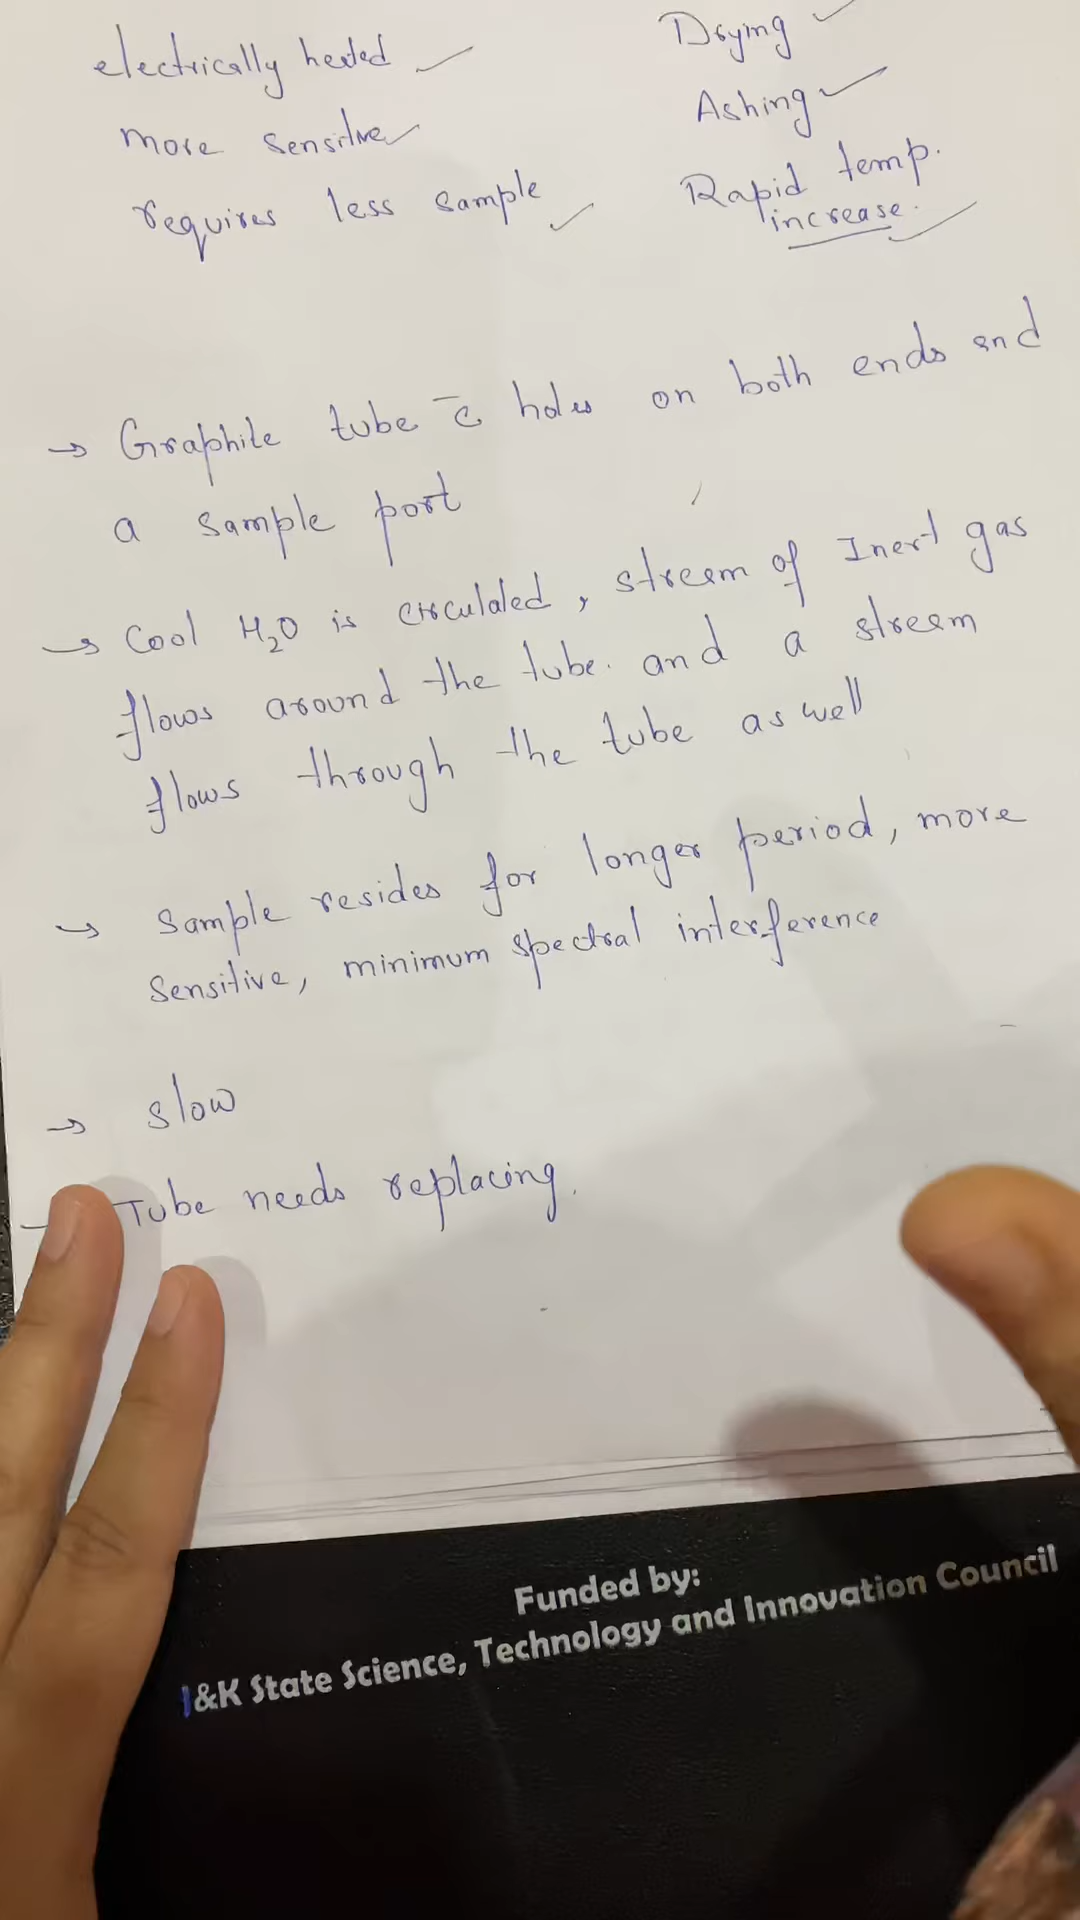 electrically heated
more sensitive
requires less sample
Drying
Ashing
Rapid temp.
increase.
→ Graphite tube c̄ holes on both ends and
a sample port
→ Cool H₂O is circulated, stream of Inert gas
flows around the tube. and a stream
flows through the tube as well
→ Sample resides for longer period, more
Sensitive, minimum spectral interference
→ slow
Tube needs replacing.
Funded by:
J&K State Science, Technology and Innovation Council